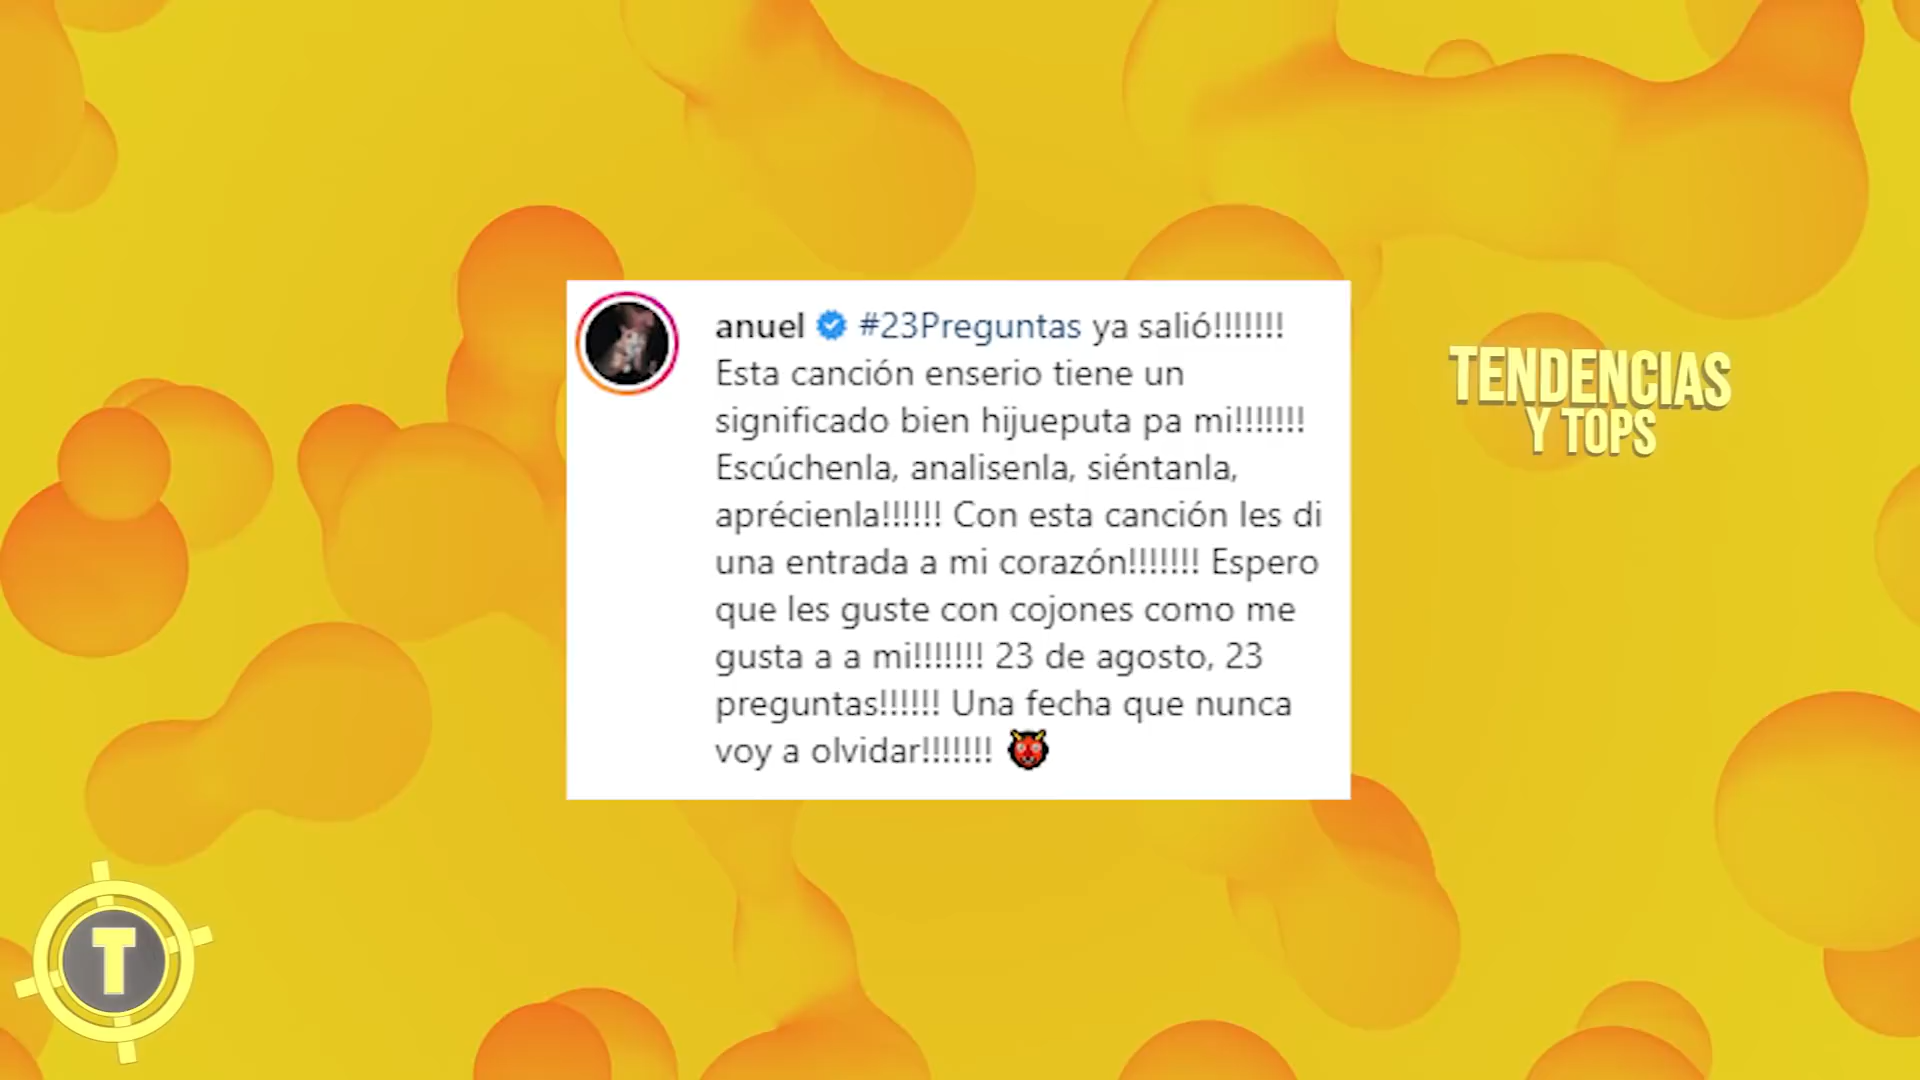 anuel #23Preguntas ya salió!!!!!!!
Esta canción enserio tiene un
significado bien hijueputa pa mi!!!!!!!
Escúchenla, analisenla, siéntanla,
aprécienla!!!!!! Con esta canción les di
una entrada a mi corazón!!!!!!! Espero
que les guste con cojones como me
gusta a a mi!!!!!!! 23 de agosto, 23
preguntas!!!!!! Una fecha que nunca
voy a olvidar!!!!!!! 👹
TENDENCIAS
Y TOPS
T